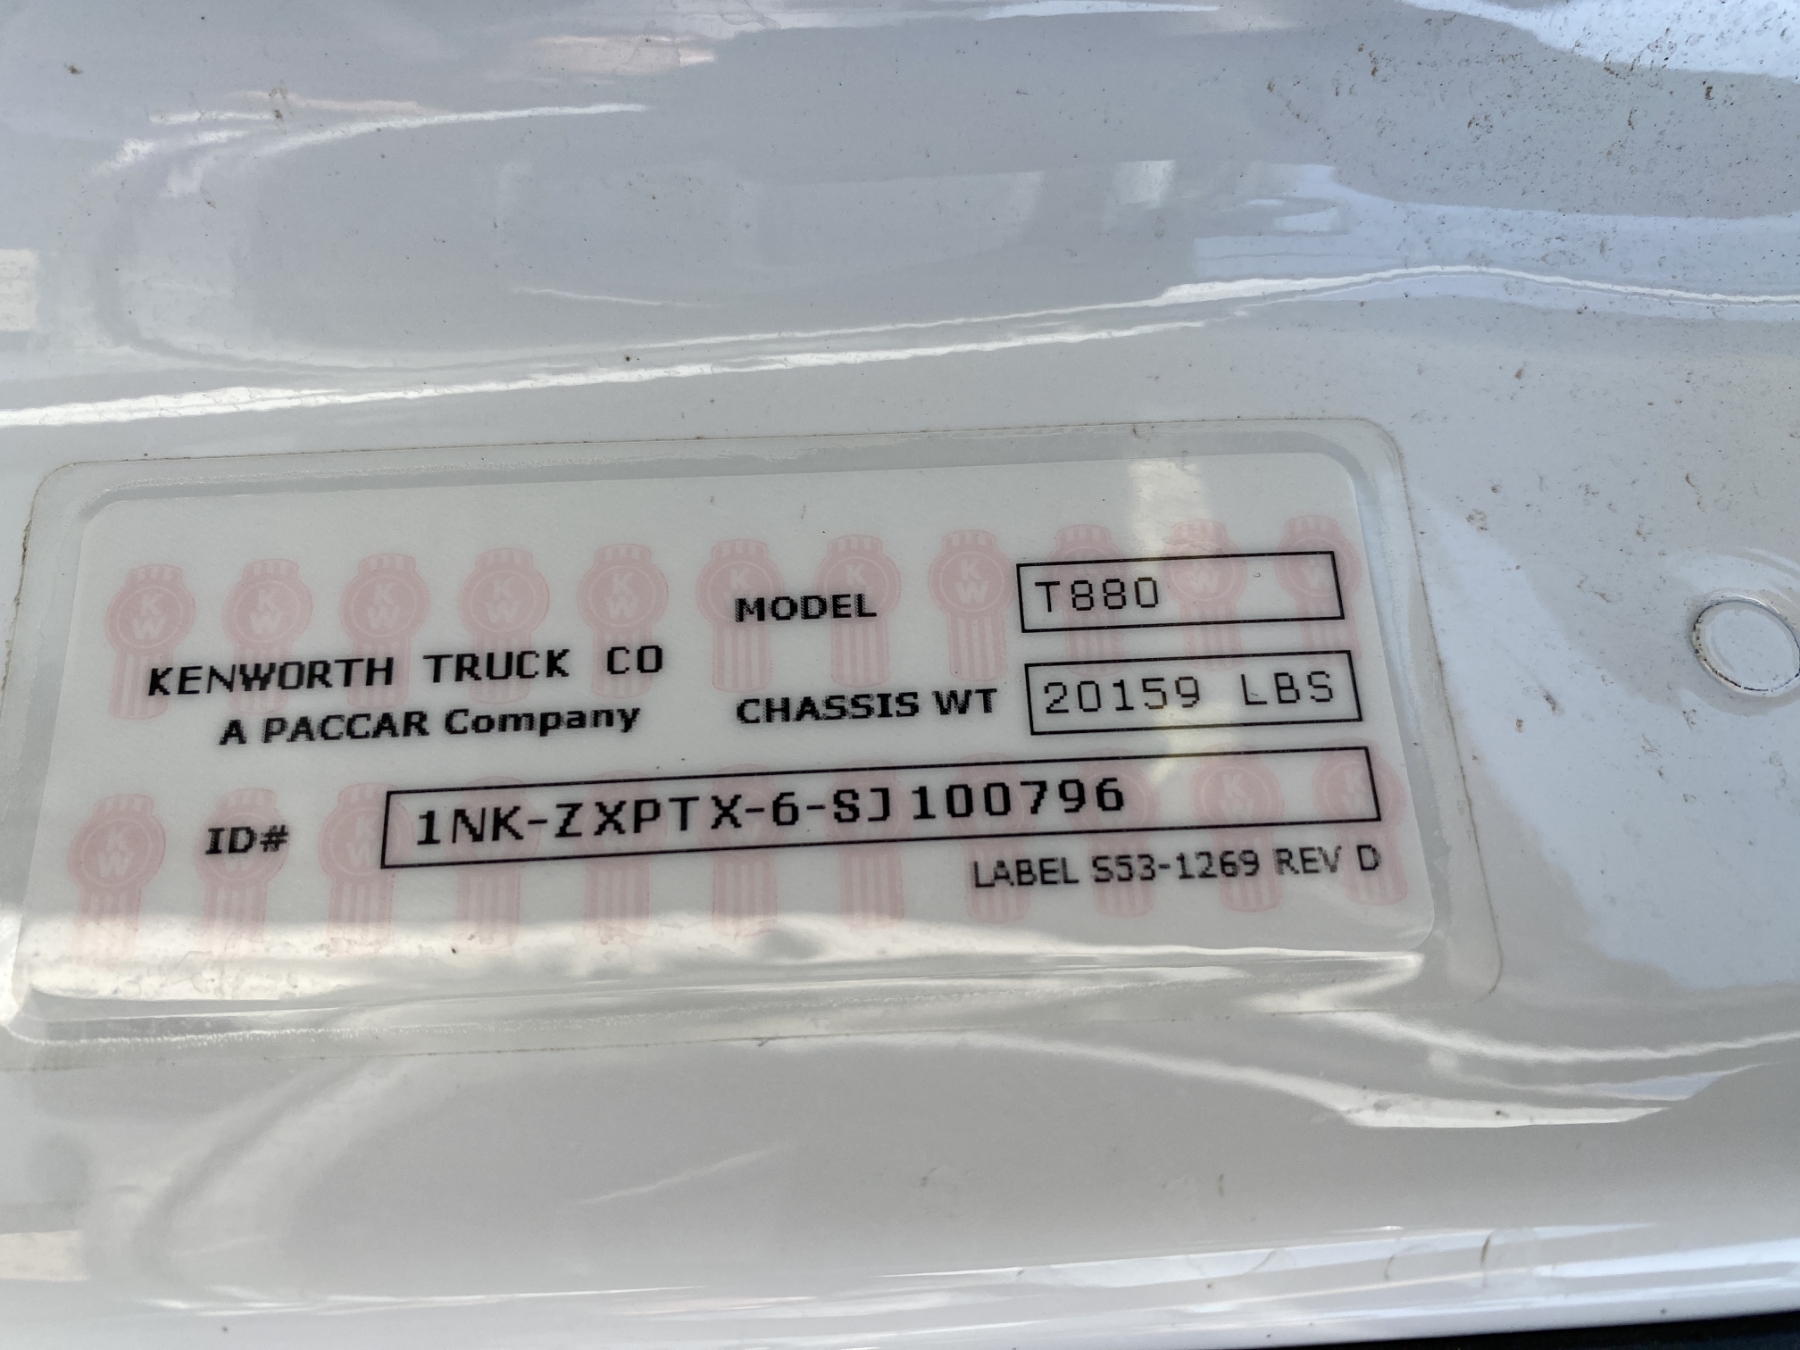 MODEL T880
KENWORTH TRUCK CO
A PACCAR Company
CHASSIS WT 20159 LBS
ID# 1NK-ZXPTX-6-SJ100796
LABEL S53-1269 REV D